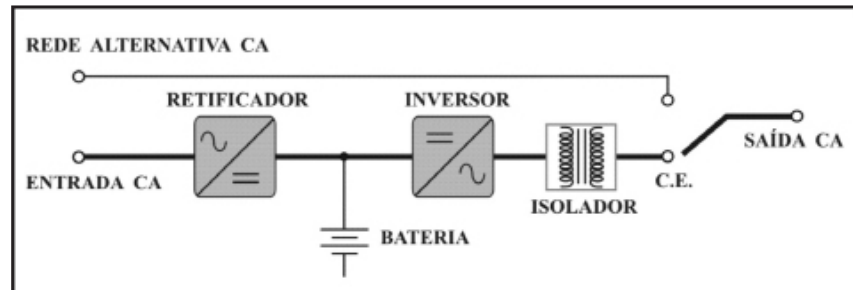 REDE ALTERNATIVA CA
RETIFICADOR
INVERSOR
SAÍDA CA
ENTRADA CA
C.E.
ISOLADOR
BATERIA